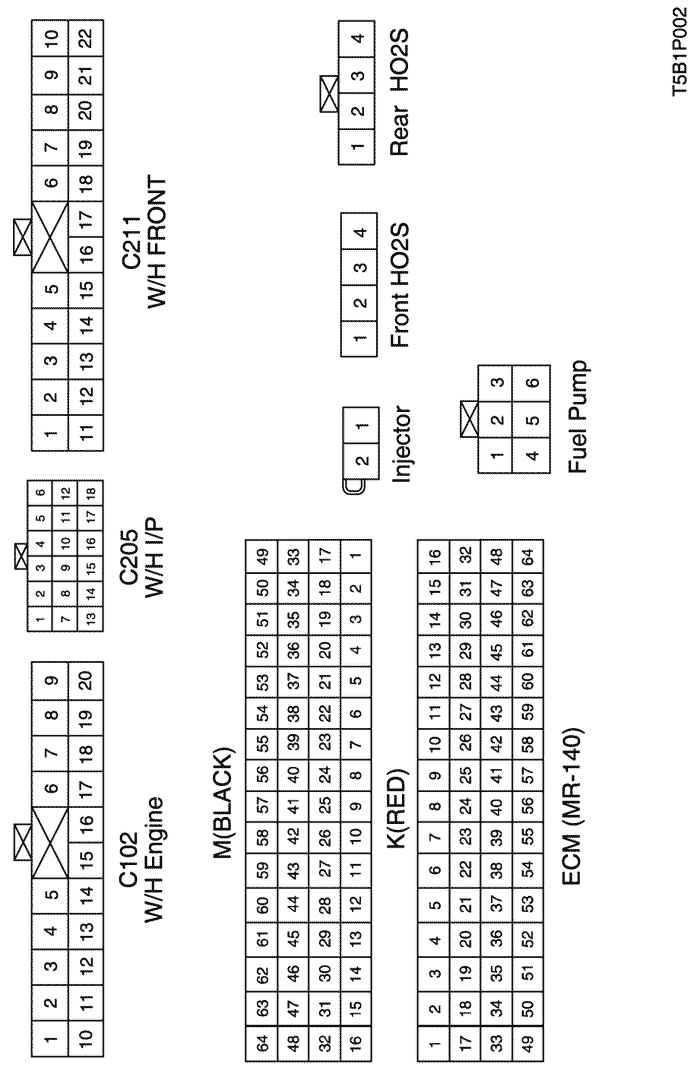 1 2 3 4 5 6 7 8 9
10 11 12 13 14 15 16 17 18 19 20
C102
W/H Engine
1 2 3 4 5 6
7 8 9 10 11 12
13 14 15 16 17 18
C205
W/H I/P
1 2 3 4 5 6 7 8 9 10
11 12 13 14 15 16 17 18 19 20 21 22
C211
W/H FRONT
M(BLACK)
64 63 62 61 60 59 58 57 56 55 54 53 52 51 50 49
48 47 46 45 44 43 42 41 40 39 38 37 36 35 34 33
32 31 30 29 28 27 26 25 24 23 22 21 20 19 18 17
16 15 14 13 12 11 10 9 8 7 6 5 4 3 2 1
K(RED)
1 2 3 4 5 6 7 8 9 10 11 12 13 14 15 16
17 18 19 20 21 22 23 24 25 26 27 28 29 30 31 32
33 34 35 36 37 38 39 40 41 42 43 44 45 46 47 48
49 50 51 52 53 54 55 56 57 58 59 60 61 62 63 64
ECM (MR-140)
2 1
Injector
1 2 3 4
Front HO2S
1 2 3 4
Rear HO2S
1 2 3
4 5 6
Fuel Pump
T5B1P002